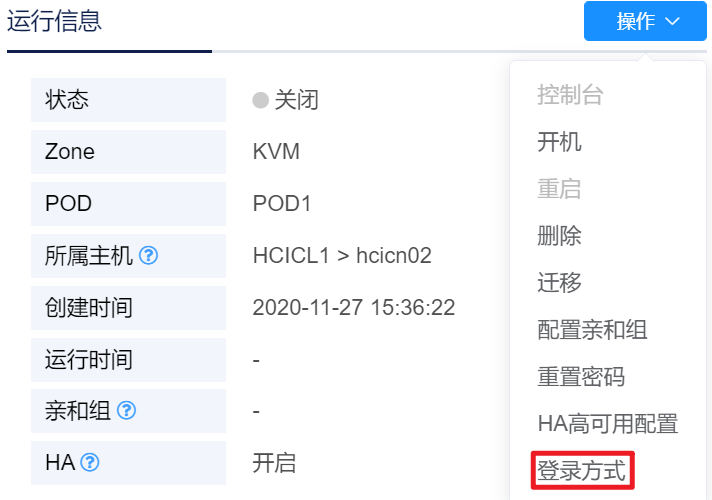 运行信息
操作
状态 关闭
Zone KVM
POD POD1
所属主机 HCICL1 > hcicn02
创建时间 2020-11-27 15:36:22
运行时间 -
亲和组 -
HA 开启
控制台
开机
重启
删除
迁移
配置亲和组
重置密码
HA高可用配置
登录方式